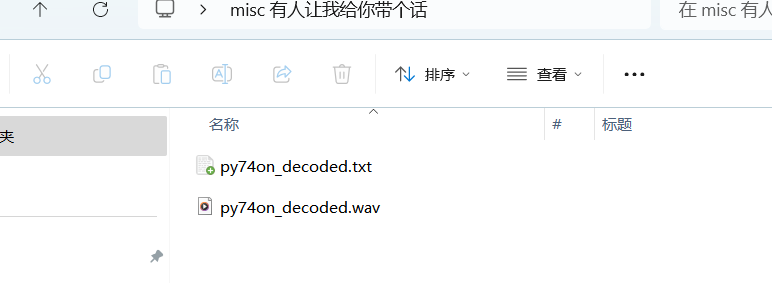 misc 有人让我给你带个话
在 misc 有人
排序
查看
夹
名称
#
标题
py74on_decoded.txt
py74on_decoded.wav